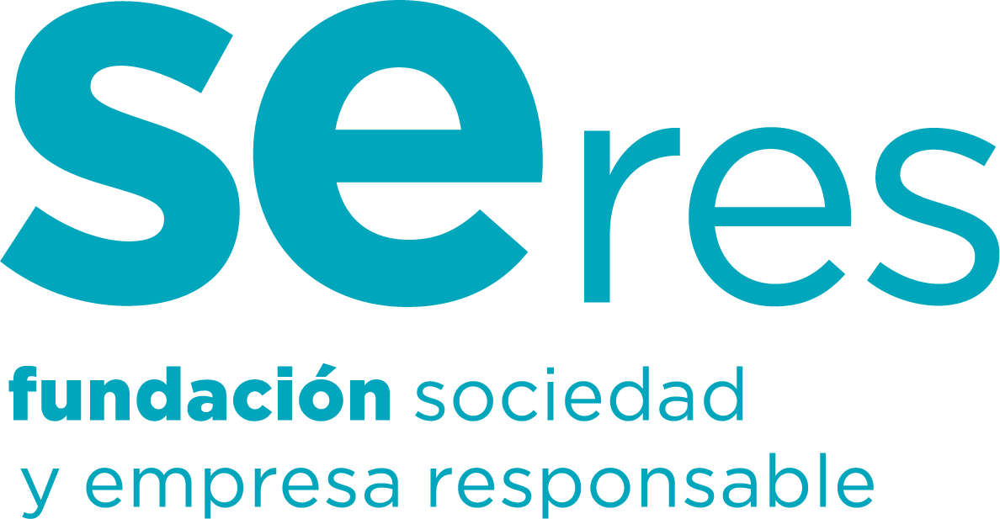 seres
fundación sociedad
y empresa responsable